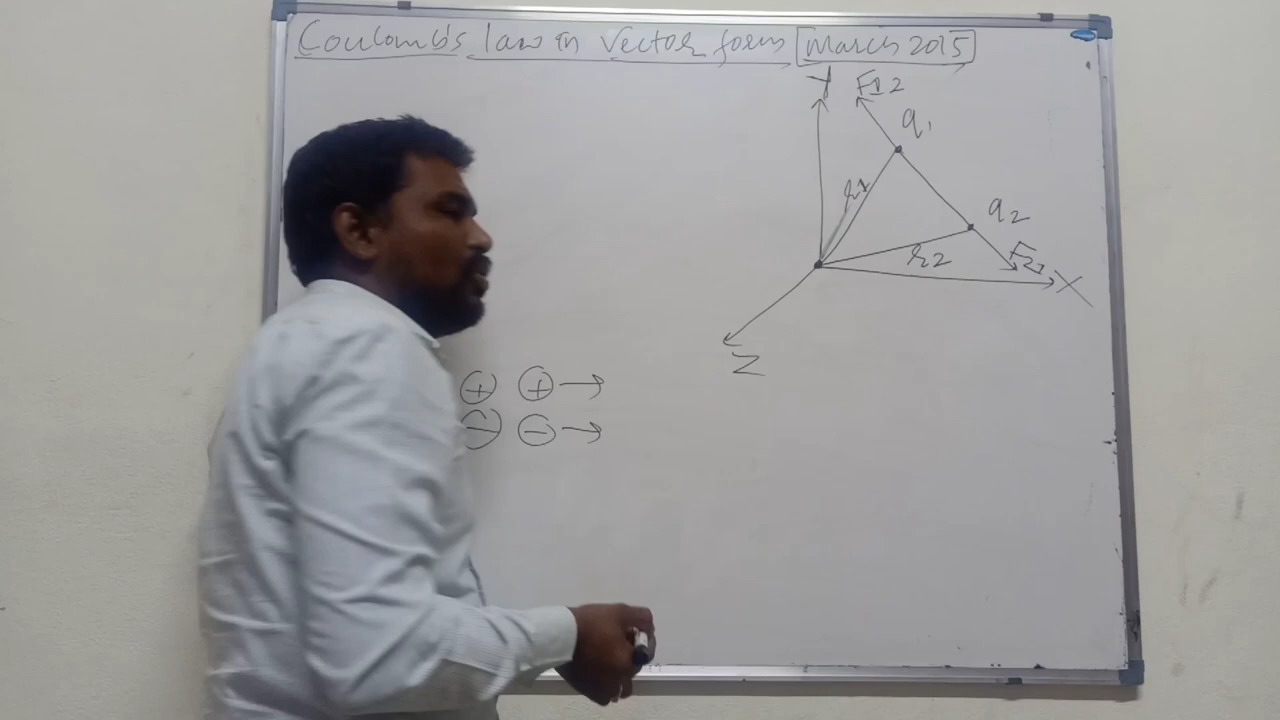 Coulomb's law in vector form [March 2015]
Y F12
q1
r1
q2
r2 F21
X
Z
+ + →
- - →